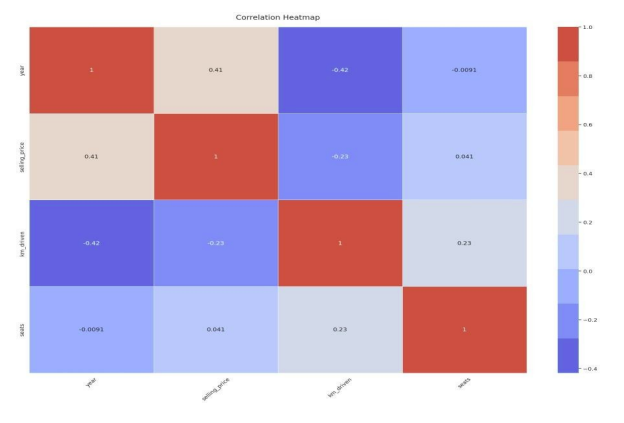 Correlation Heatmap
year 1 0.41 -0.42 -0.0091
selling_price 0.41 1 -0.23 0.041
km_driven -0.42 -0.23 1 0.23
seats -0.0091 0.041 0.23 1
year selling_price km_driven seats
1.0
0.8
0.6
0.4
0.2
0.0
−0.2
−0.4